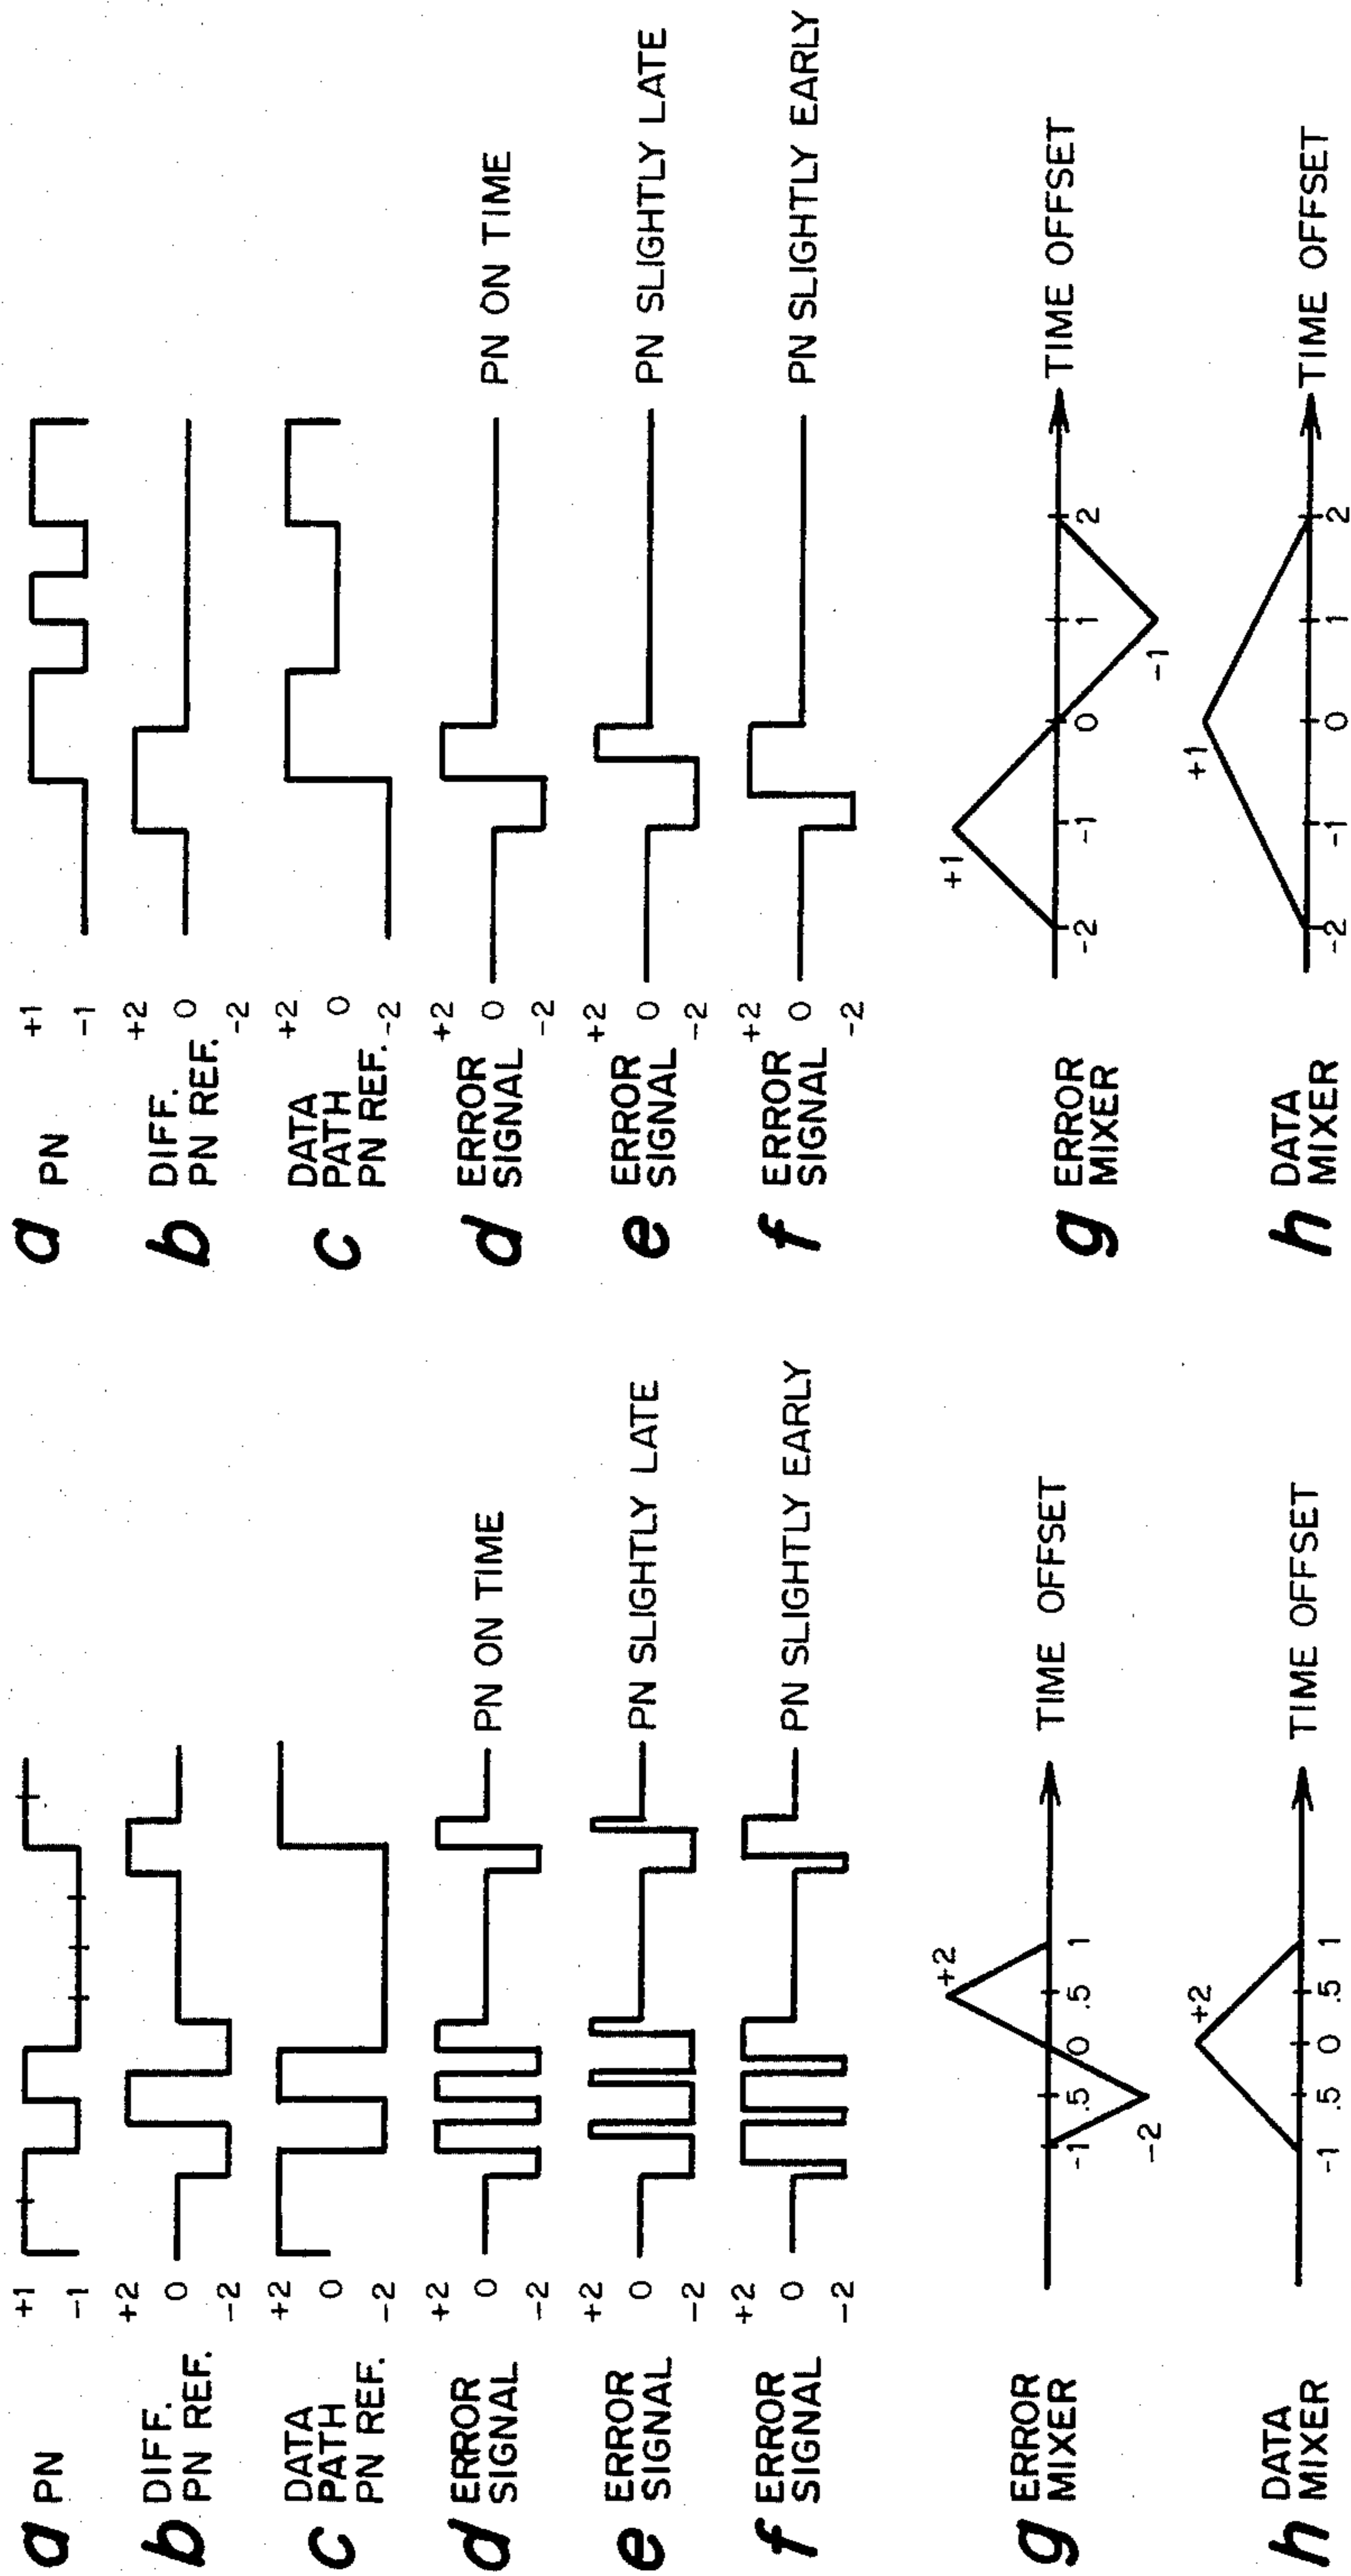 a PN
+1
-1
b DIFF.
PN REF.
+2
0
-2
c DATA
PATH
PN REF.
+2
0
-2
d ERROR
SIGNAL
+2
0
-2
PN ON TIME
e ERROR
SIGNAL
+2
0
-2
PN SLIGHTLY LATE
f ERROR
SIGNAL
+2
0
-2
PN SLIGHTLY EARLY
g ERROR
MIXER
+2
-1 .5 0 .5 1
-2
TIME OFFSET
h DATA
MIXER
+2
-1 .5 0 .5 1
TIME OFFSET
a PN
+1
-1
b DIFF.
PN REF.
+2
0
-2
c DATA
PATH
PN REF.
+2
0
-2
d ERROR
SIGNAL
+2
0
-2
PN ON TIME
e ERROR
SIGNAL
+2
0
-2
PN SLIGHTLY LATE
f ERROR
SIGNAL
+2
0
-2
PN SLIGHTLY EARLY
g ERROR
MIXER
+1
-2 -1 0 1 2
-1
TIME OFFSET
h DATA
MIXER
+1
-2 -1 0 1 2
TIME OFFSET